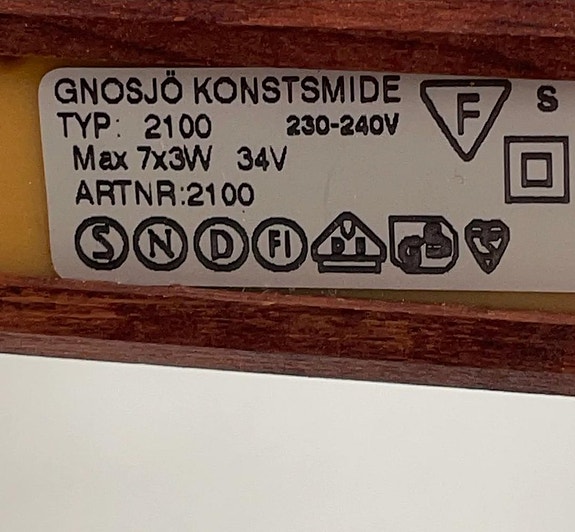 GNOSJÖ KONSTSMIDE
TYP: 2100 230-240V
Max 7x3W 34V
ARTNR:2100
F
S
S N D FI